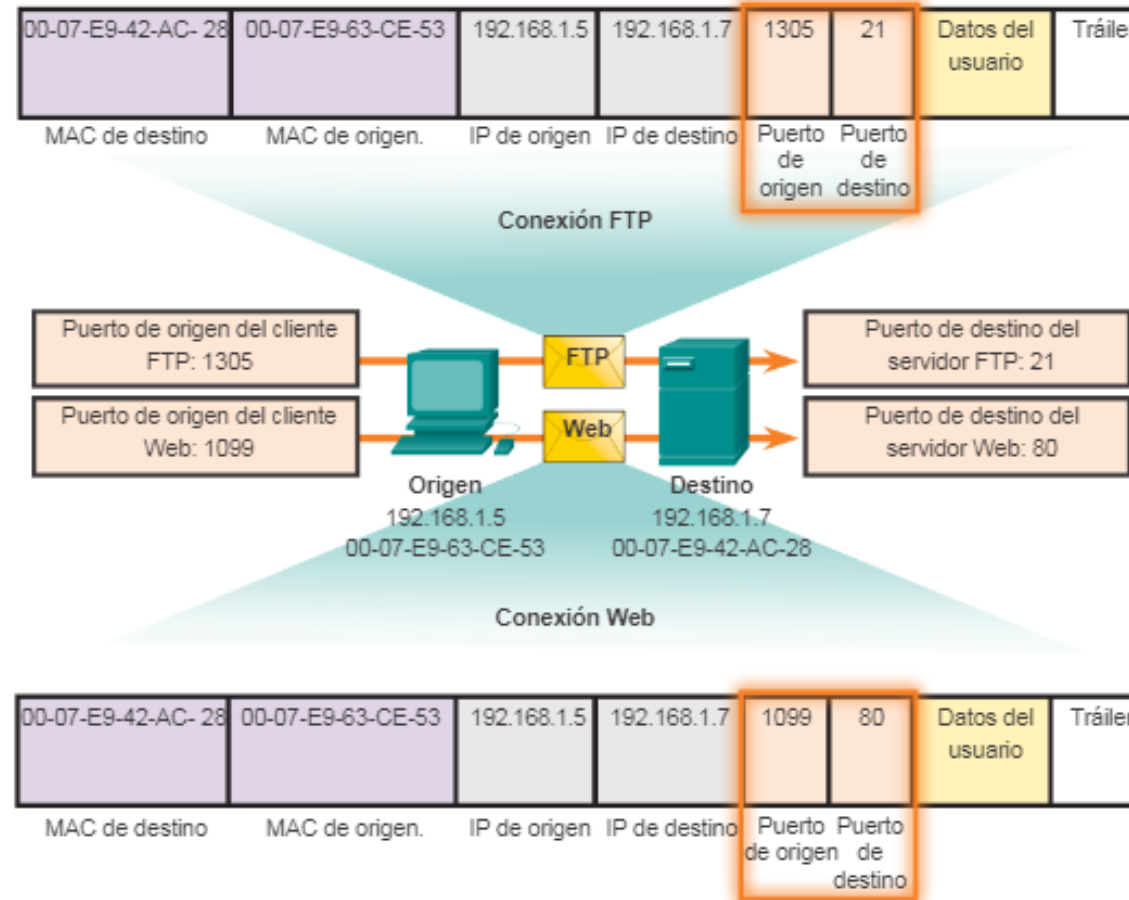 00-07-E9-42-AC- 28 00-07-E9-63-CE-53 192.168.1.5 192.168.1.7 1305 21 Datos del usuario Tráiler
MAC de destino MAC de origen. IP de origen IP de destino Puerto de origen Puerto de destino
Conexión FTP
Puerto de origen del cliente
FTP: 1305
FTP
Puerto de destino del
servidor FTP: 21
Puerto de origen del cliente
Web: 1099
Web
Puerto de destino del
servidor Web: 80
Origen
192.168.1.5
00-07-E9-63-CE-53
Destino
192.168.1.7
00-07-E9-42-AC-28
Conexión Web
00-07-E9-42-AC- 28 00-07-E9-63-CE-53 192.168.1.5 192.168.1.7 1099 80 Datos del usuario Tráiler
MAC de destino MAC de origen. IP de origen IP de destino Puerto de origen Puerto de destino